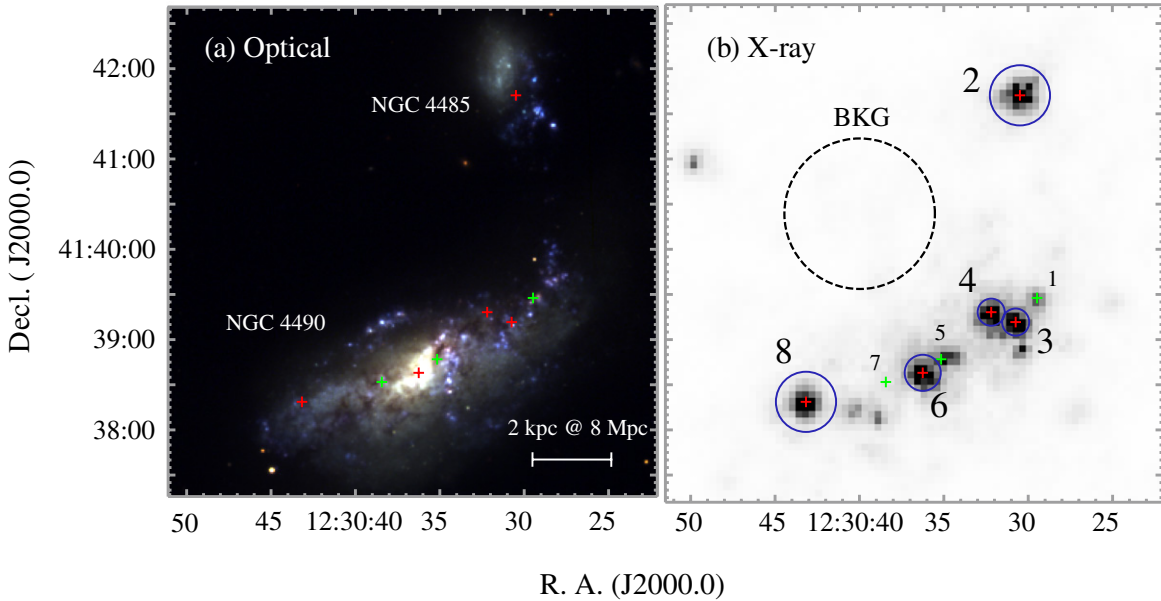 (a) Optical
(b) X-ray
42:00
41:00
41:40:00
39:00
38:00
Decl. ( J2000.0)
NGC 4485
NGC 4490
2 kpc @ 8 Mpc
2
BKG
4
1
3
5
7
6
8
50 45 12:30:40 35 30 25
50 45 12:30:40 35 30 25
R. A. (J2000.0)